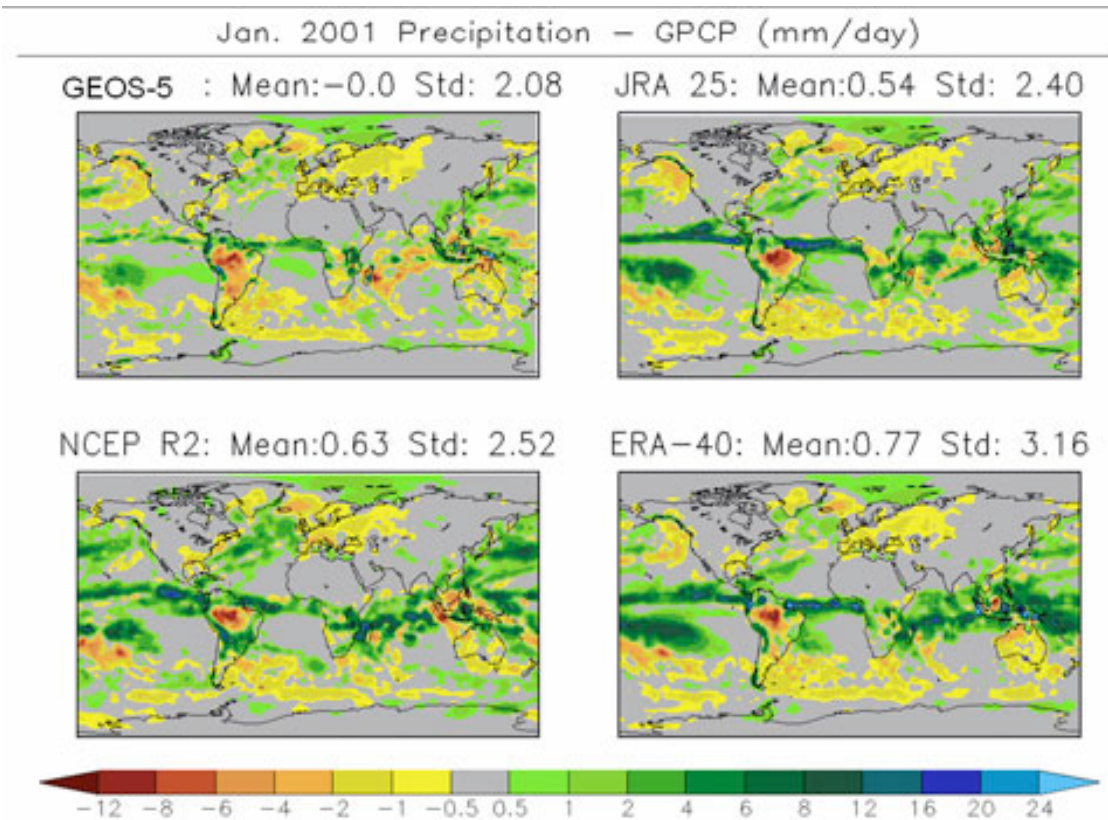 Jan. 2001 Precipitation – GPCP (mm/day)
GEOS-5 : Mean:-0.0 Std: 2.08
JRA 25: Mean:0.54 Std: 2.40
NCEP R2: Mean:0.63 Std: 2.52
ERA-40: Mean:0.77 Std: 3.16
-12 -8 -6 -4 -2 -1 -0.5 0.5 1 2 4 6 8 12 16 20 24